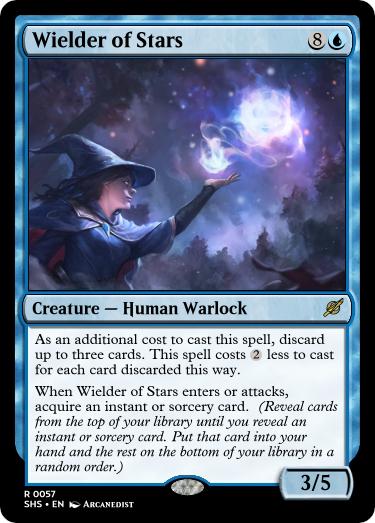 Wielder of Stars 8
Creature — Human Warlock
As an additional cost to cast this spell, discard
up to three cards. This spell costs 2 less to cast
for each card discarded this way.
When Wielder of Stars enters or attacks,
acquire an instant or sorcery card. (Reveal cards
from the top of your library until you reveal an
instant or sorcery card. Put that card into your
hand and the rest on the bottom of your library in
a random order.)
3/5
R 0057
SHS • EN ARCANEDIST